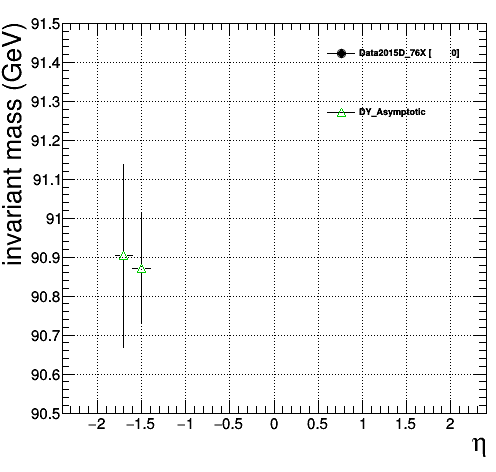 invariant mass (GeV)
91.5
91.4
91.3
91.2
91.1
91
90.9
90.8
90.7
90.6
90.5
Data2015D_76X [ 0]
DY_Asymptotic
−2 −1.5 −1 −0.5 0 0.5 1 1.5 2
η